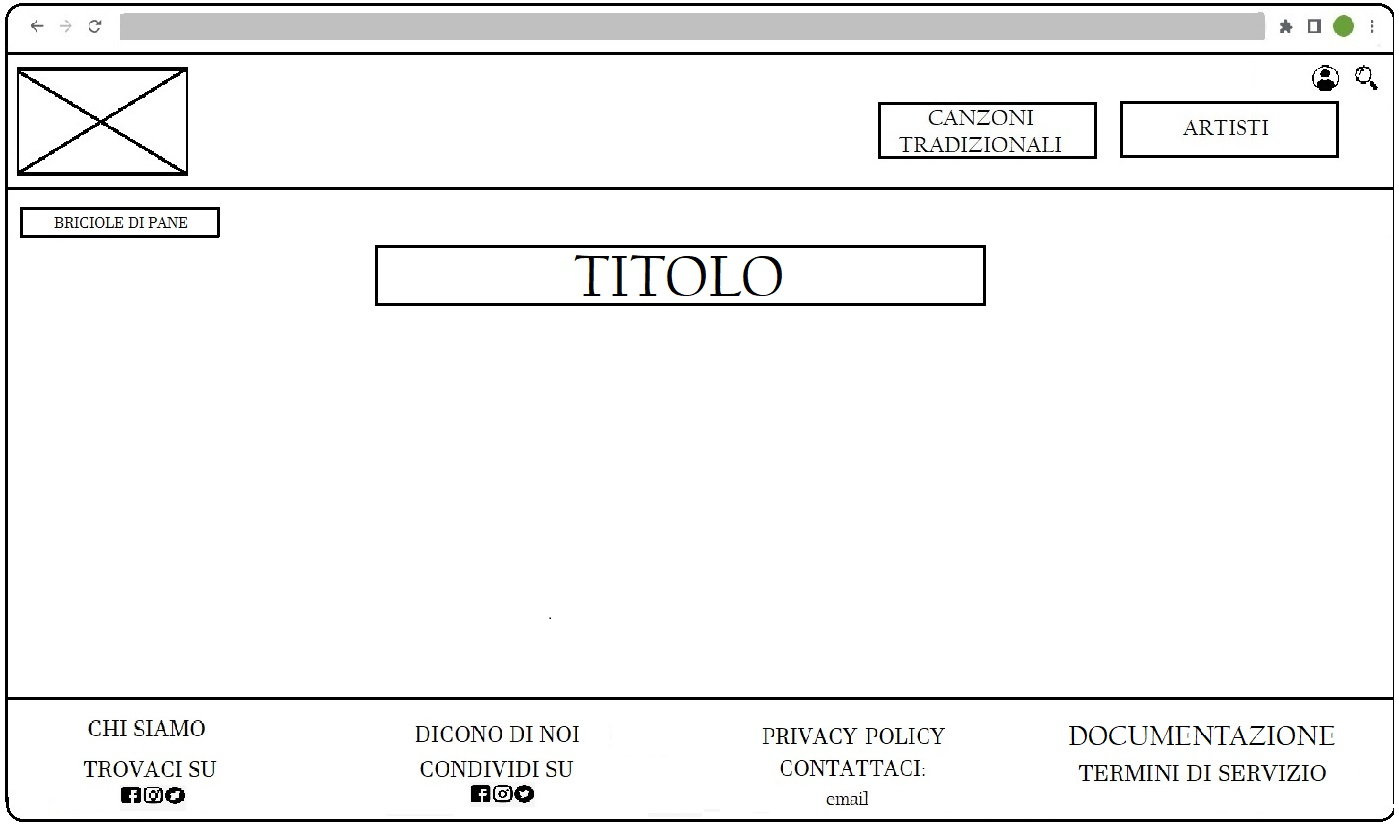 CANZONI
TRADIZIONALI
ARTISTI
BRICIOLE DI PANE
TITOLO
CHI SIAMO
TROVACI SU
DICONO DI NOI
CONDIVIDI SU
PRIVACY POLICY
CONTATTACI:
email
DOCUMENTAZIONE
TERMINI DI SERVIZIO